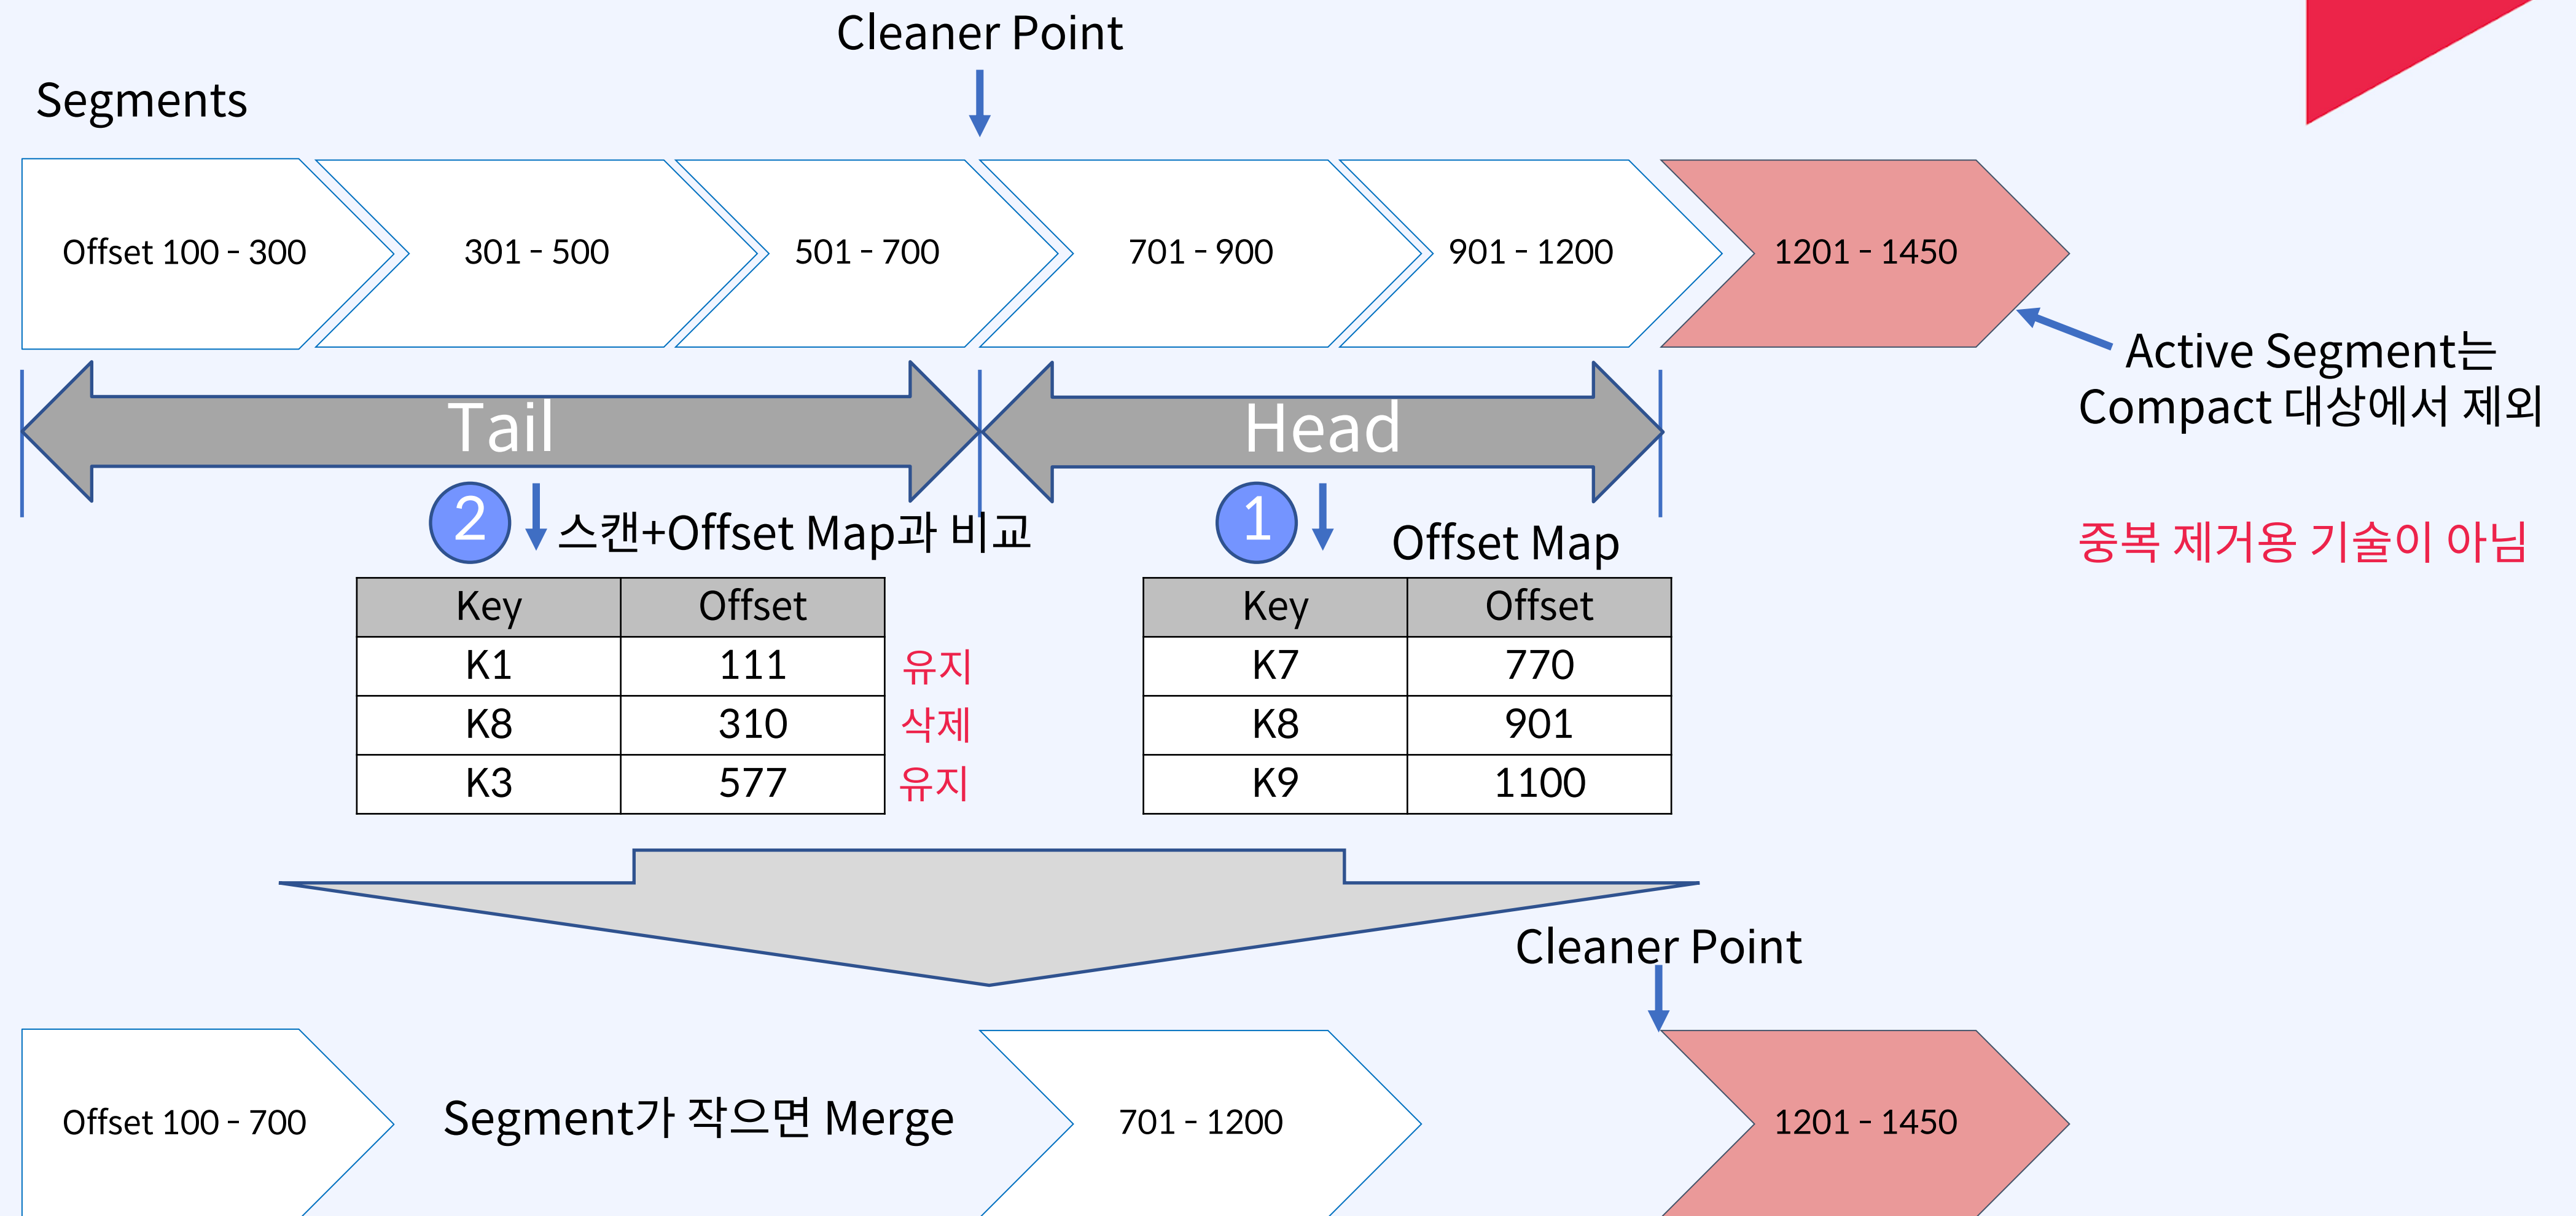 Cleaner Point
Segments
Offset 100 - 300
301 - 500
501 - 700
701 - 900
901 - 1200
1201 - 1450
Active Segment는
Compact 대상에서 제외
Tail
Head
중복 제거용 기술이 아님
2
스캔+Offset Map과 비교
1
Offset Map
Key Offset
K1 111 유지
K8 310 삭제
K3 577 유지
Key Offset
K7 770
K8 901
K9 1100
Cleaner Point
Offset 100 - 700
Segment가 작으면 Merge
701 - 1200
1201 - 1450